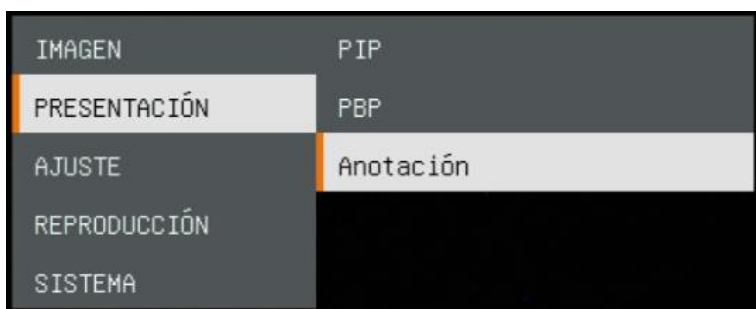 IMAGEN
PRESENTACIÓN
AJUSTE
REPRODUCCIÓN
SISTEMA
PIP
PBP
Anotación